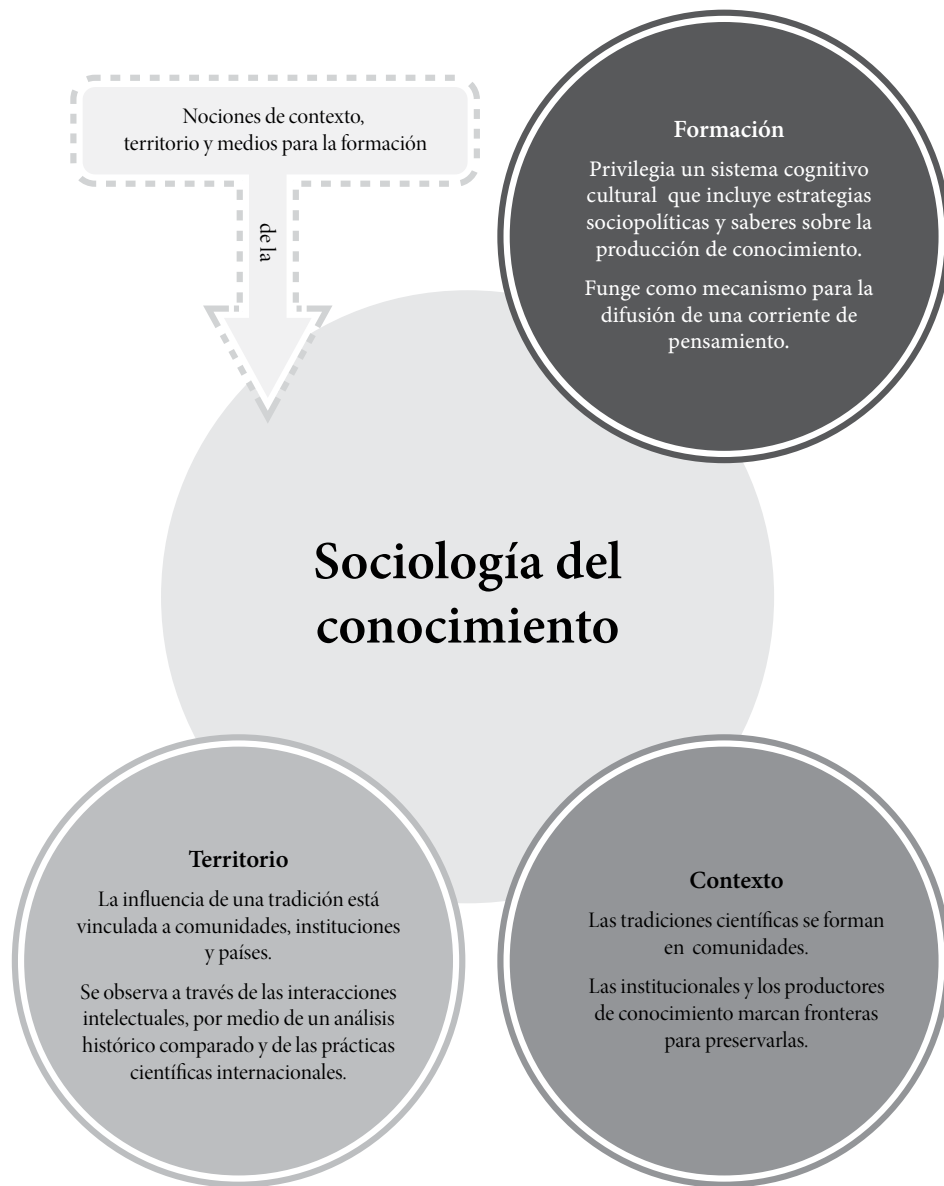 Nociones de contexto,
territorio y medios para la formación
de la
Sociología del
conocimiento
Formación
Privilegia un sistema cognitivo
cultural que incluye estrategias
sociopolíticas y saberes sobre la
producción de conocimiento.
Funge como mecanismo para la
difusión de una corriente de
pensamiento.
Territorio
La influencia de una tradición está
vinculada a comunidades, instituciones
y países.
Se observa a través de las interacciones
intelectuales, por medio de un análisis
histórico comparado y de las prácticas
científicas internacionales.
Contexto
Las tradiciones científicas se forman
en comunidades.
Las institucionales y los productores
de conocimiento marcan fronteras
para preservarlas.